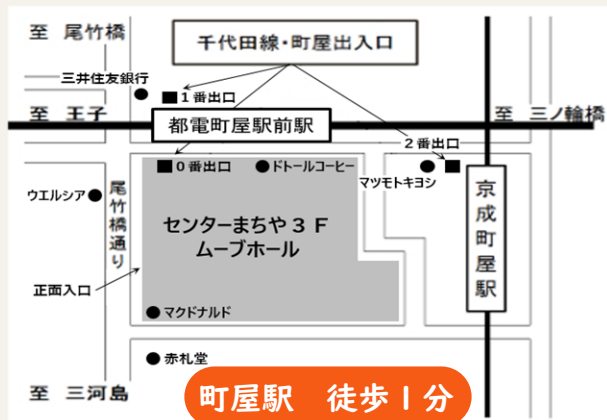 至 尾竹橋
千代田線・町屋出入口
三井住友銀行
1番出口
至 王子
至 三ノ輪橋
都電町屋駅前駅
2番出口
0番出口
ドトールコーヒー
マツモトキヨシ
ウエルシア
尾竹橋通り
京成町屋駅
センターまちや3F
ムーブホール
正面入口
マクドナルド
赤札堂
至 三河島
町屋駅 徒歩1分